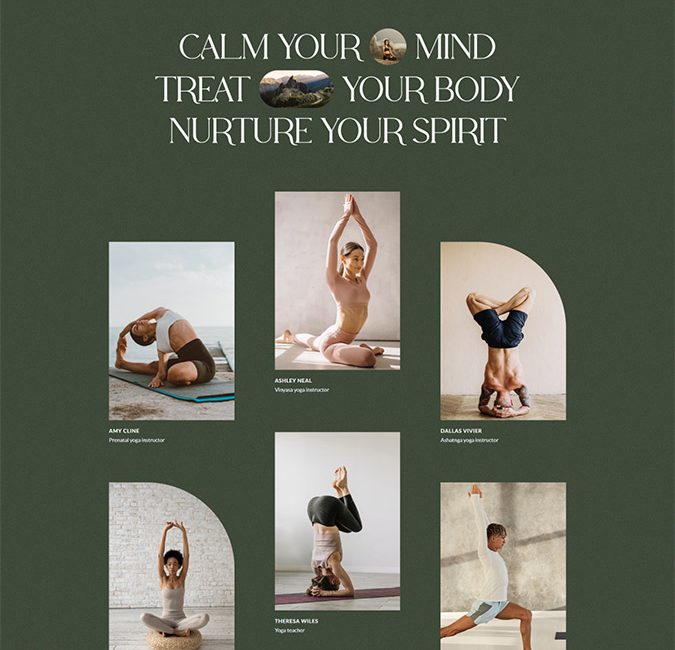 CALM YOUR MIND
TREAT YOUR BODY
NURTURE YOUR SPIRIT
ASHLEY NEAL
Vinyasa yoga instructor
AMY CLINE
Prenatal yoga instructor
DALLAS VIVIER
Ashatnga yoga instructor
THERESA WILES
Yoga teacher